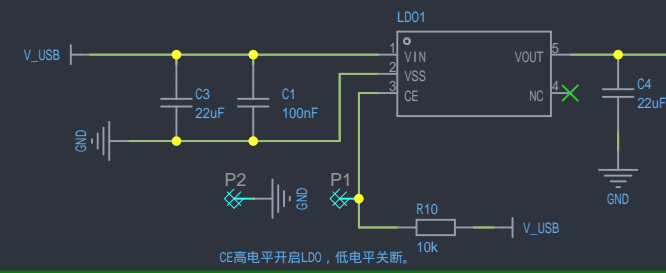 LDO1
V_USB
1
VIN
VOUT
5
2
VSS
3
CE
NC
4
C3
22uF
C1
100nF
C4
22uF
GND
P2
GND
P1
GND
R10
10k
V_USB
CE高电平开启LDO，低电平关断。